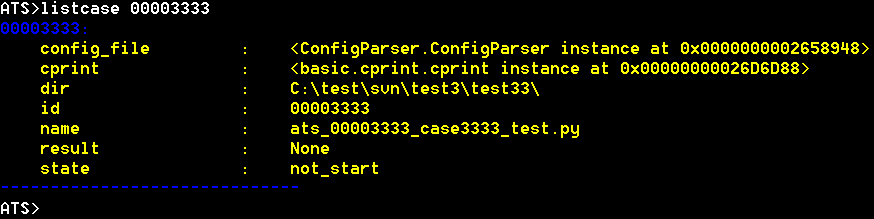 ATS>listcase 00003333
00003333:
config_file : <ConfigParser.ConfigParser instance at 0x0000000002658948>
cprint : <basic.cprint.cprint instance at 0x00000000026D6D88>
dir : C:\test\svn\test3\test33\
id : 00003333
name : ats_00003333_case3333_test.py
result : None
state : not_start
------------------------------
ATS>